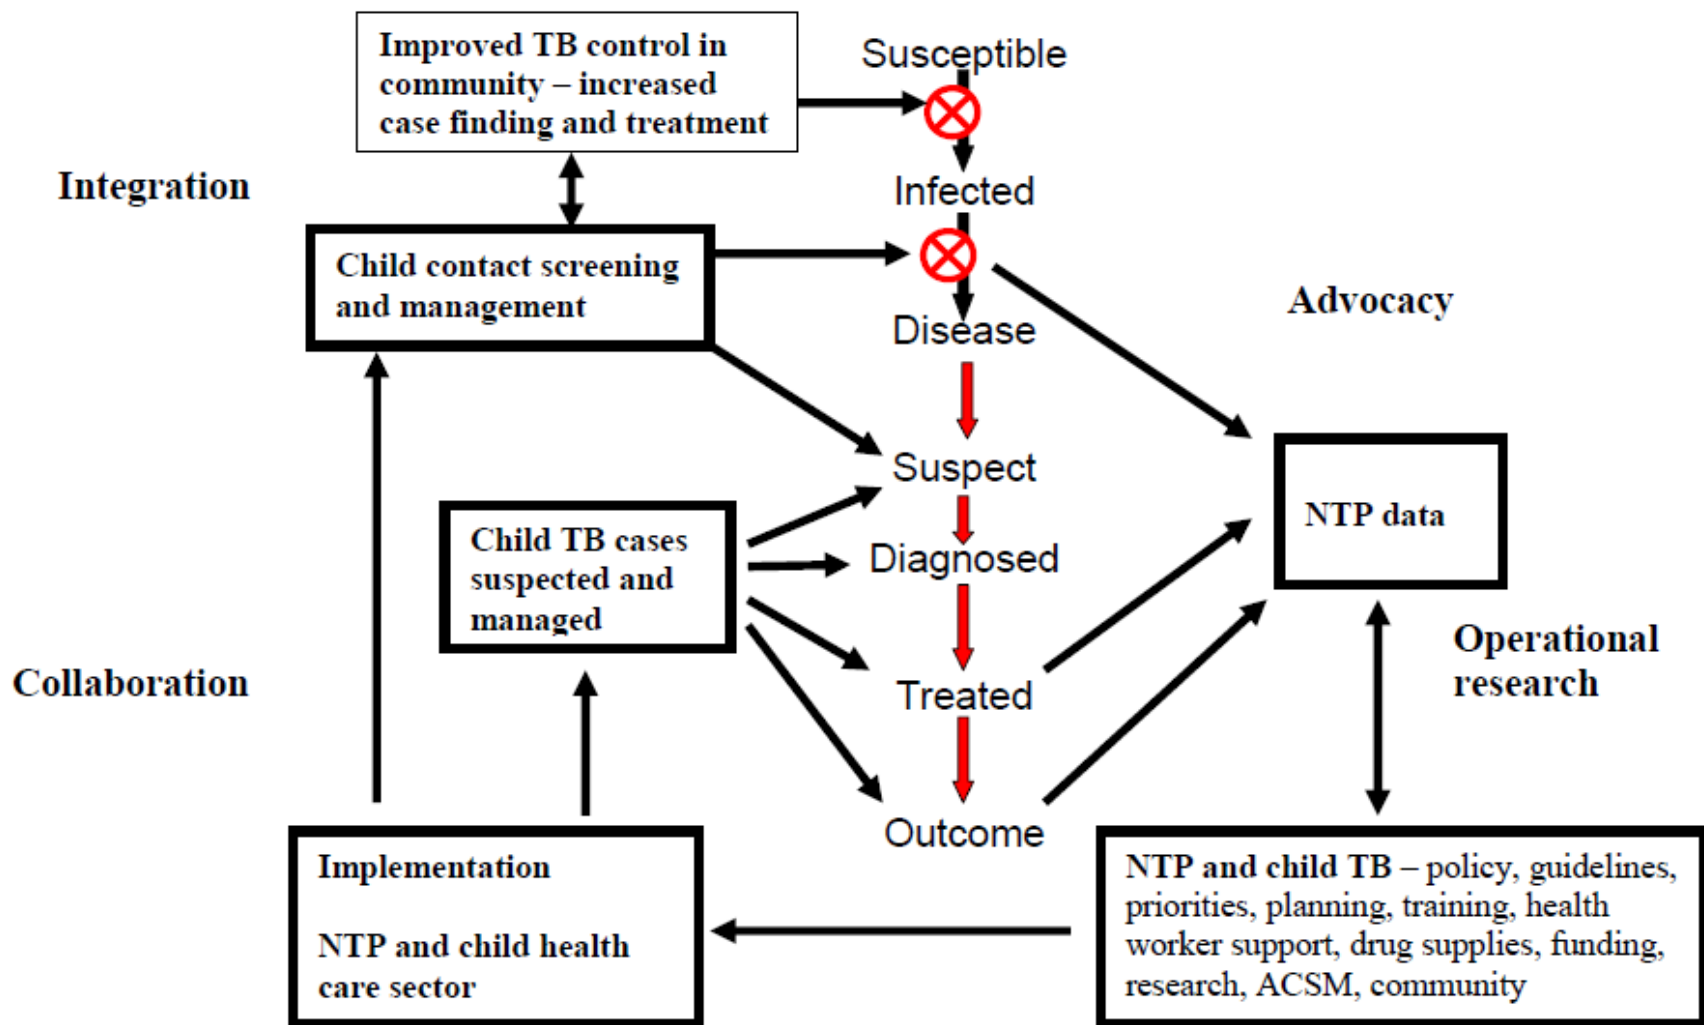 Improved TB control in
community – increased
case finding and treatment
Susceptible
Integration
Infected
Child contact screening
and management
Advocacy
Disease
Suspect
Child TB cases
suspected and
managed
Diagnosed
NTP data
Collaboration
Treated
Operational
research
Outcome
Implementation
NTP and child health
care sector
NTP and child TB – policy, guidelines,
priorities, planning, training, health
worker support, drug supplies, funding,
research, ACSM, community